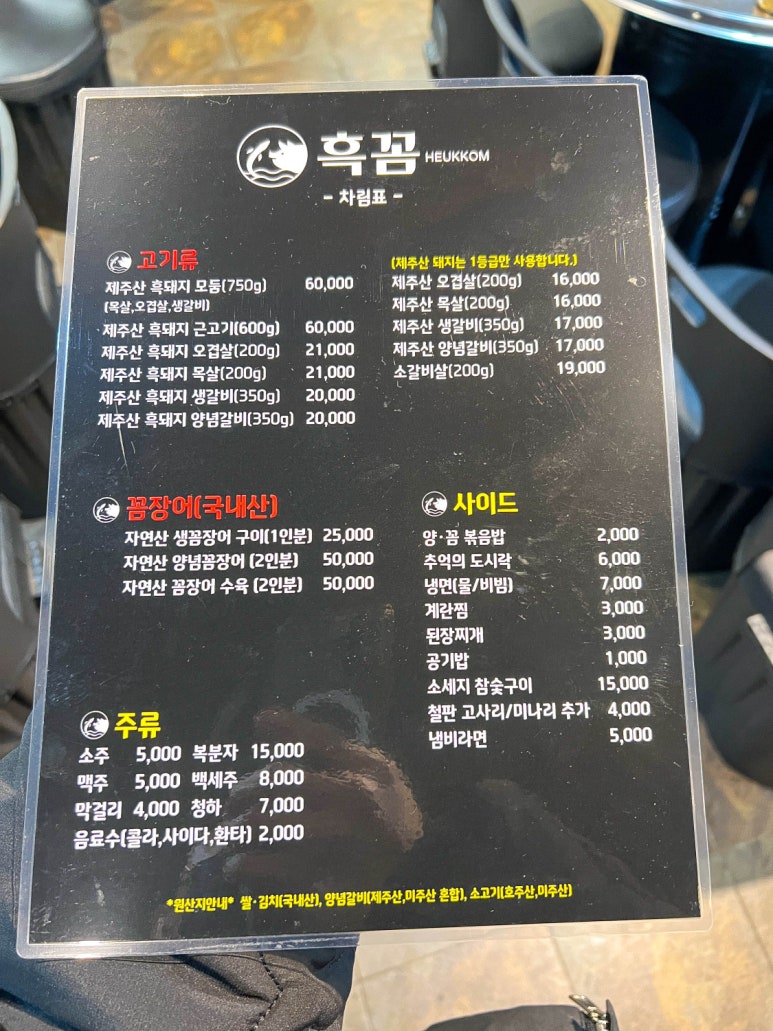 흑꼼 HEUKKOM
- 차림표 -
고기류
제주산 흑돼지 모둠(750g) 60,000
(목살,오겹살,생갈비)
제주산 흑돼지 근고기(600g) 60,000
제주산 흑돼지 오겹살(200g) 21,000
제주산 흑돼지 목살(200g) 21,000
제주산 흑돼지 생갈비(350g) 20,000
제주산 흑돼지 양념갈비(350g) 20,000
(제주산 돼지는 1등급만 사용합니다.)
제주산 오겹살(200g) 16,000
제주산 목살(200g) 16,000
제주산 생갈비(350g) 17,000
제주산 양념갈비(350g) 17,000
소갈비살(200g) 19,000
꼼장어(국내산)
자연산 생꼼장어 구이(1인분) 25,000
자연산 양념꼼장어 (2인분) 50,000
자연산 꼼장어 수육 (2인분) 50,000
사이드
양·꼼 볶음밥 2,000
추억의 도시락 6,000
냉면(물/비빔) 7,000
계란찜 3,000
된장찌개 3,000
공기밥 1,000
소세지 참숯구이 15,000
철판 고사리/미나리 추가 4,000
냄비라면 5,000
주류
소주 5,000 복분자 15,000
맥주 5,000 백세주 8,000
막걸리 4,000 청하 7,000
음료수(콜라,사이다,환타) 2,000
*원산지안내* 쌀·김치(국내산), 양념갈비(제주산,미주산 혼합), 소고기(호주산,미주산)